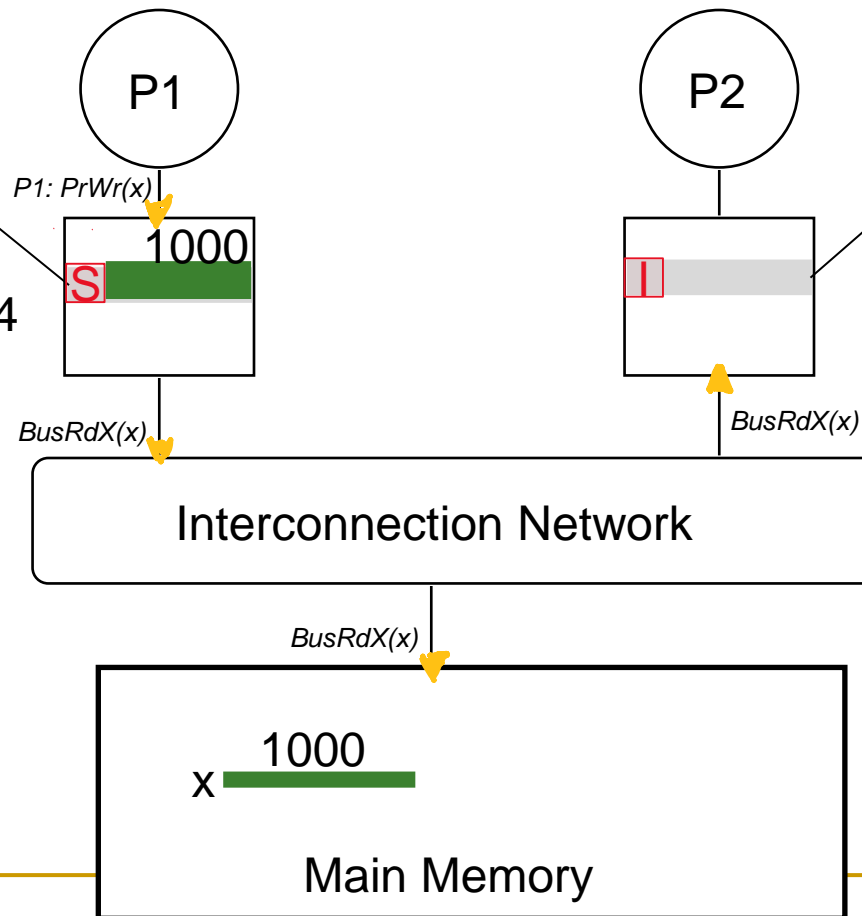 P1
P2
P1: PrWr(x)
1000
S
I
4
BusRdX(x)
BusRdX(x)
Interconnection Network
BusRdX(x)
1000
x
Main Memory